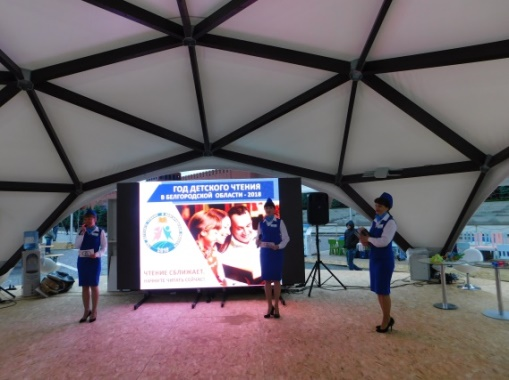 ГОД ДЕТСКОГО ЧТЕНИЯ
В БЕЛГОРОДСКОЙ ОБЛАСТИ - 2018
ЧТЕНИЕ СБЛИЖАЕТ